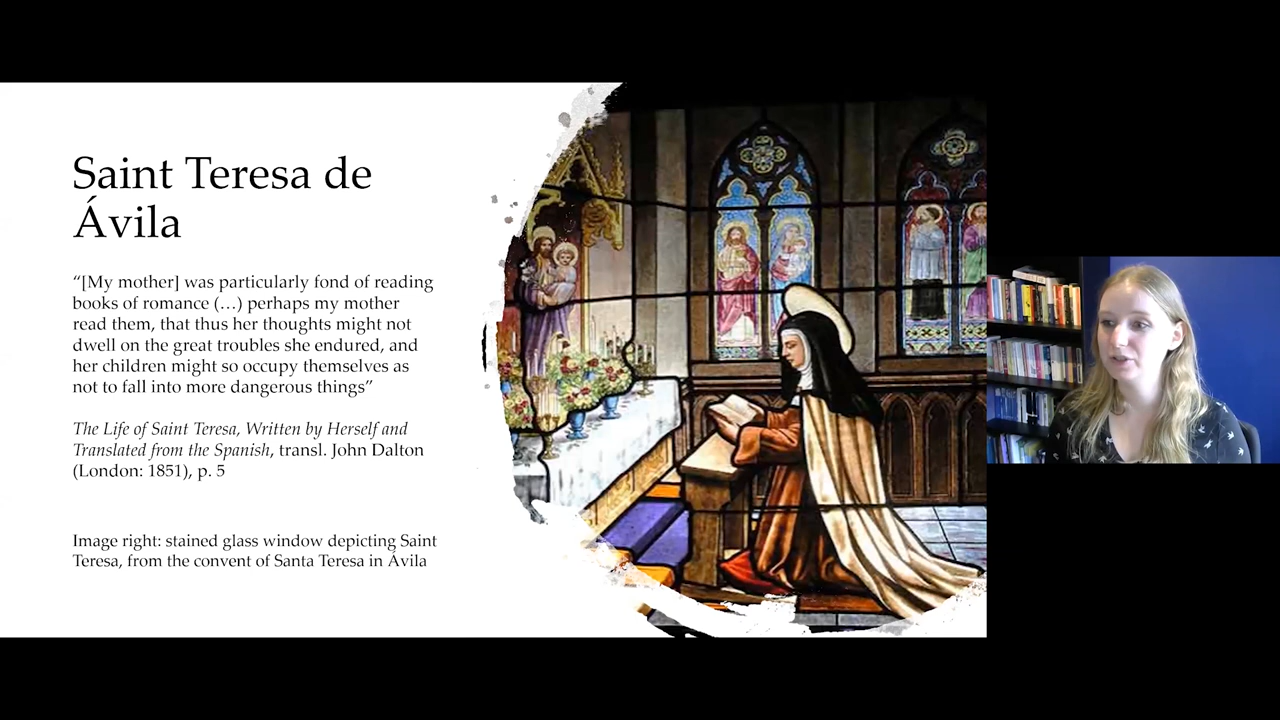 Saint Teresa de
Ávila
“[My mother] was particularly fond of reading
books of romance (…) perhaps my mother
read them, that thus her thoughts might not
dwell on the great troubles she endured, and
her children might so occupy themselves as
not to fall into more dangerous things”
The Life of Saint Teresa, Written by Herself and
Translated from the Spanish, transl. John Dalton
(London: 1851), p. 5
Image right: stained glass window depicting Saint
Teresa, from the convent of Santa Teresa in Ávila